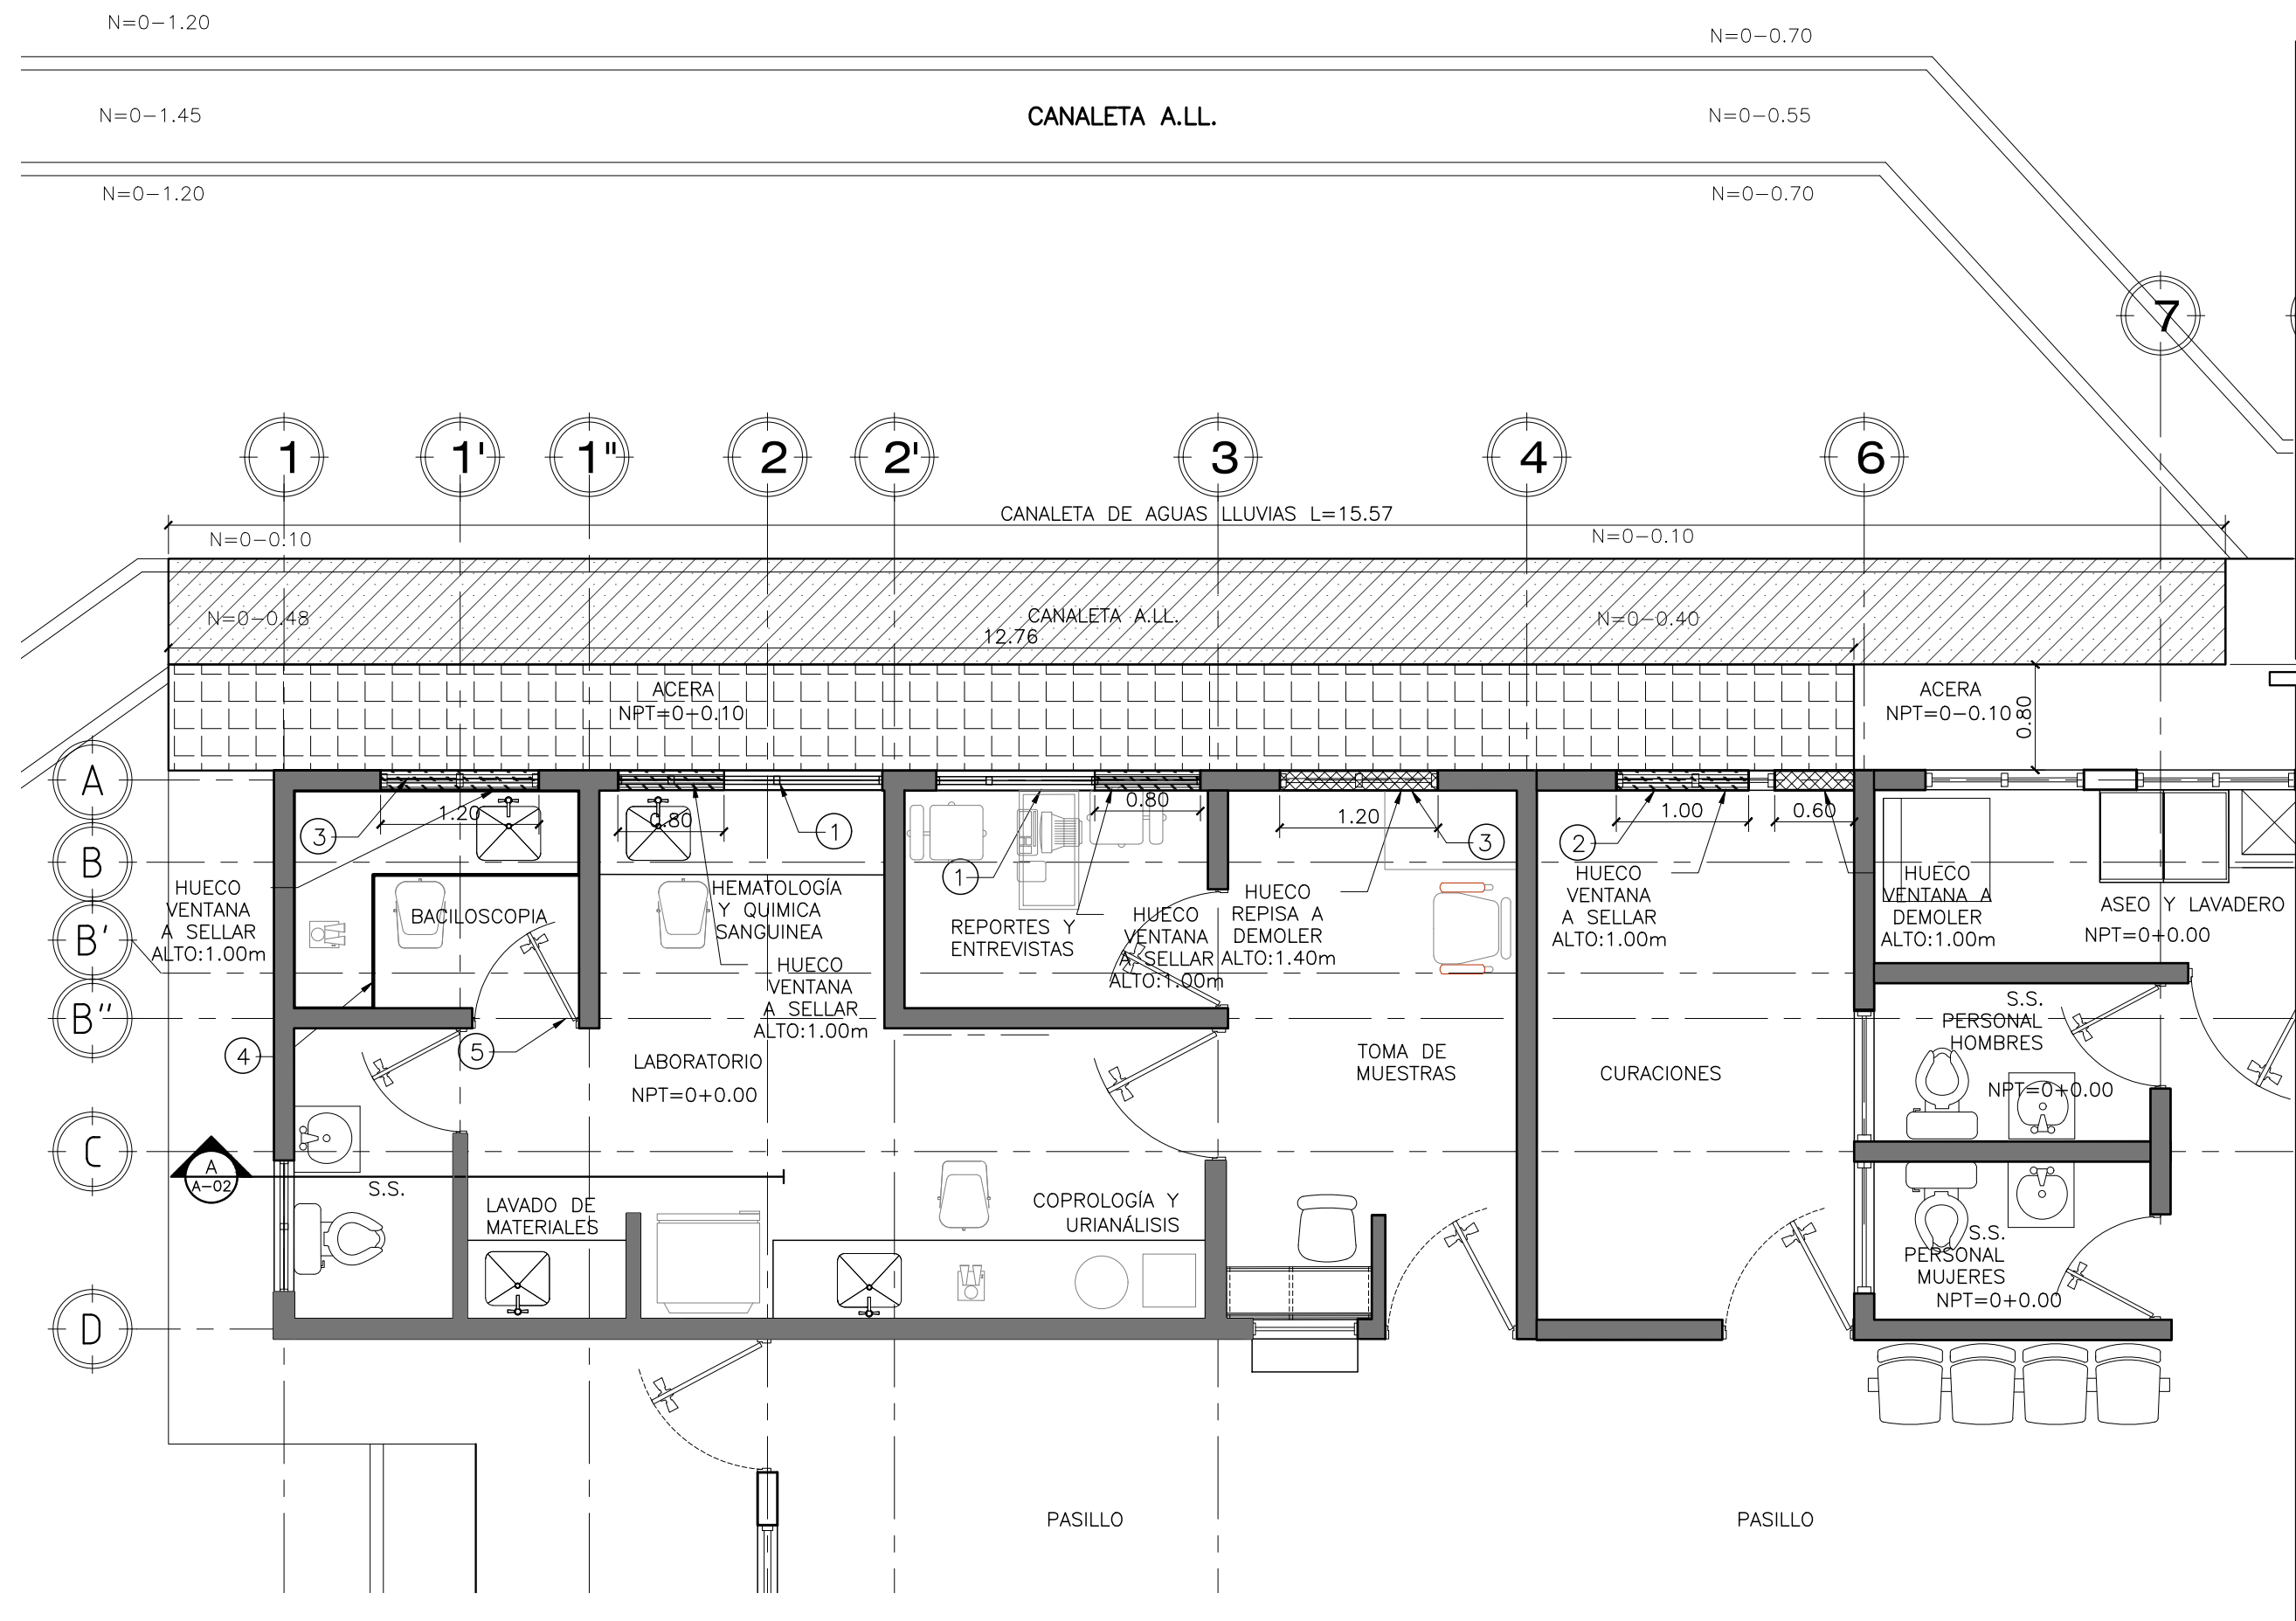 N=0-1.20
N=0-0.70
N=0-1.45
CANALETA A.LL.
N=0-0.55
N=0-1.20
N=0-0.70
7
1
1'
1"
2
2'
3
4
6
CANALETA DE AGUAS LLUVIAS L=15.57
N=0-0.10
N=0-0.10
N=0-0.48
CANALETA A.LL.
N=0-0.40
12.76
ACERA
NPT=0-0.10
ACERA
NPT=0-0.10
0.80
A
B
B'
B"
C
D
3
1.20
0.80
1
0.80
1
1.20
3
2
1.00
0.60
HUECO
VENTANA
A SELLAR
ALTO:1.00m
BACILOSCOPIA
HEMATOLOGÍA
Y QUIMICA
SANGUINEA
HUECO
VENTANA
A SELLAR
ALTO:1.00m
REPORTES Y
ENTREVISTAS
HUECO
VENTANA
A SELLAR
ALTO:1.00m
HUECO
REPISA A
DEMOLER
ALTO:1.40m
HUECO
VENTANA
A SELLAR
ALTO:1.00m
HUECO
VENTANA A
DEMOLER
ALTO:1.00m
ASEO Y LAVADERO
NPT=0+0.00
4
5
LABORATORIO
NPT=0+0.00
TOMA DE
MUESTRAS
CURACIONES
S.S.
PERSONAL
HOMBRES
NPT=0+0.00
A
A-02
S.S.
LAVADO DE
MATERIALES
COPROLOGÍA Y
URIANÁLISIS
S.S.
PERSONAL
MUJERES
NPT=0+0.00
PASILLO
PASILLO